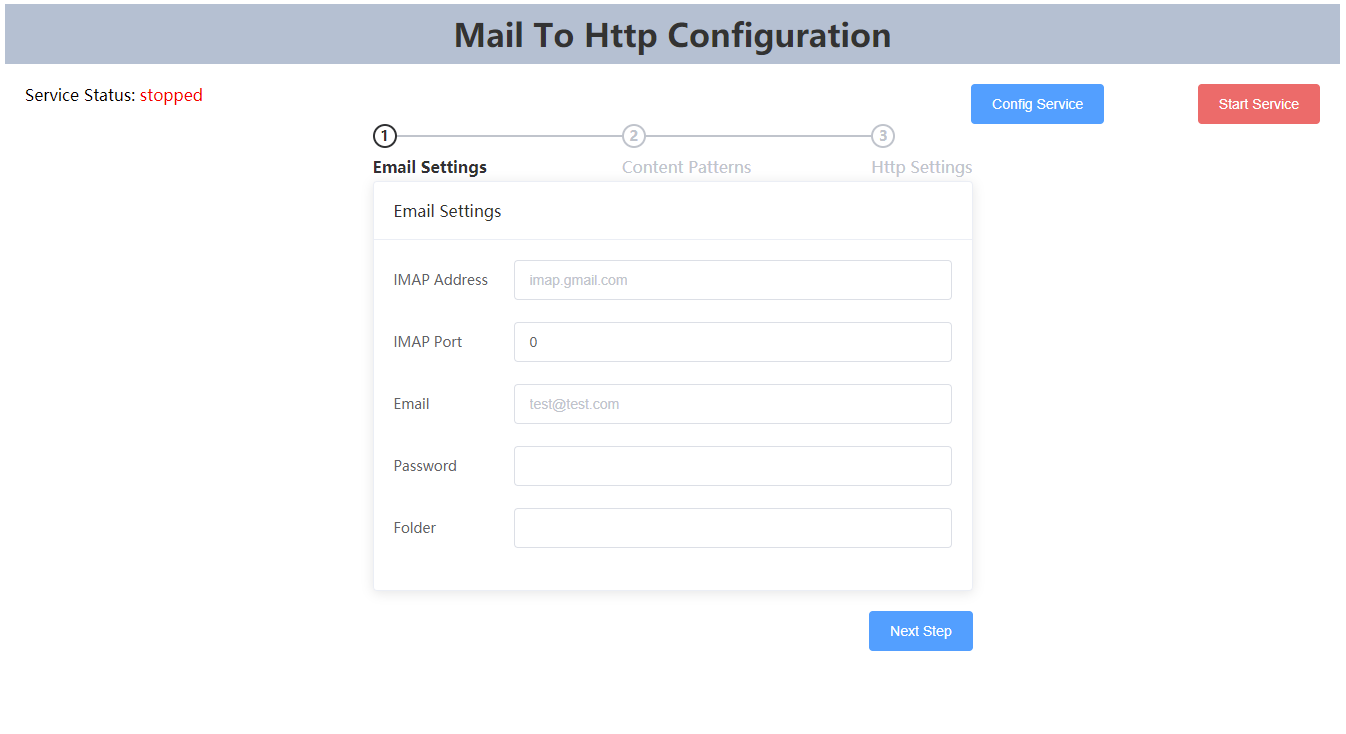 Mail To Http Configuration
Service Status: stopped
Config Service
Start Service
1
2
3
Email Settings
Content Patterns
Http Settings
Email Settings
IMAP Address
imap.gmail.com
IMAP Port
0
Email
test@test.com
Password
Folder
Next Step